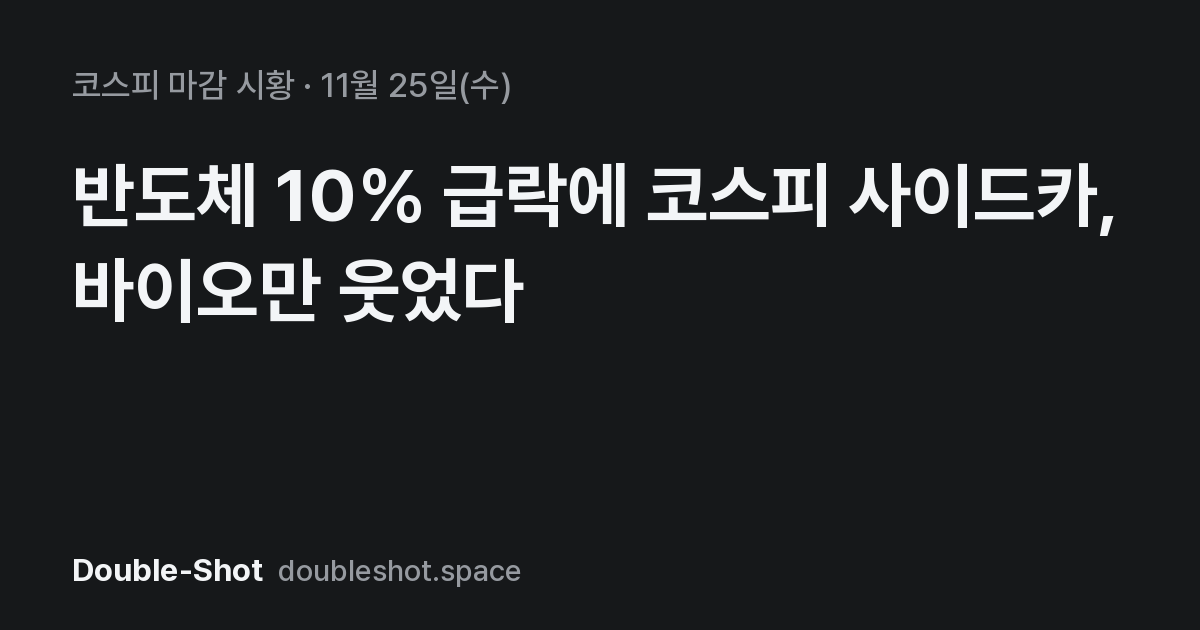 코스피 마감 시황 · 11월 25일(수)
반도체 10% 급락에 코스피 사이드카,
바이오만 웃었다
Double-Shot doubleshot.space